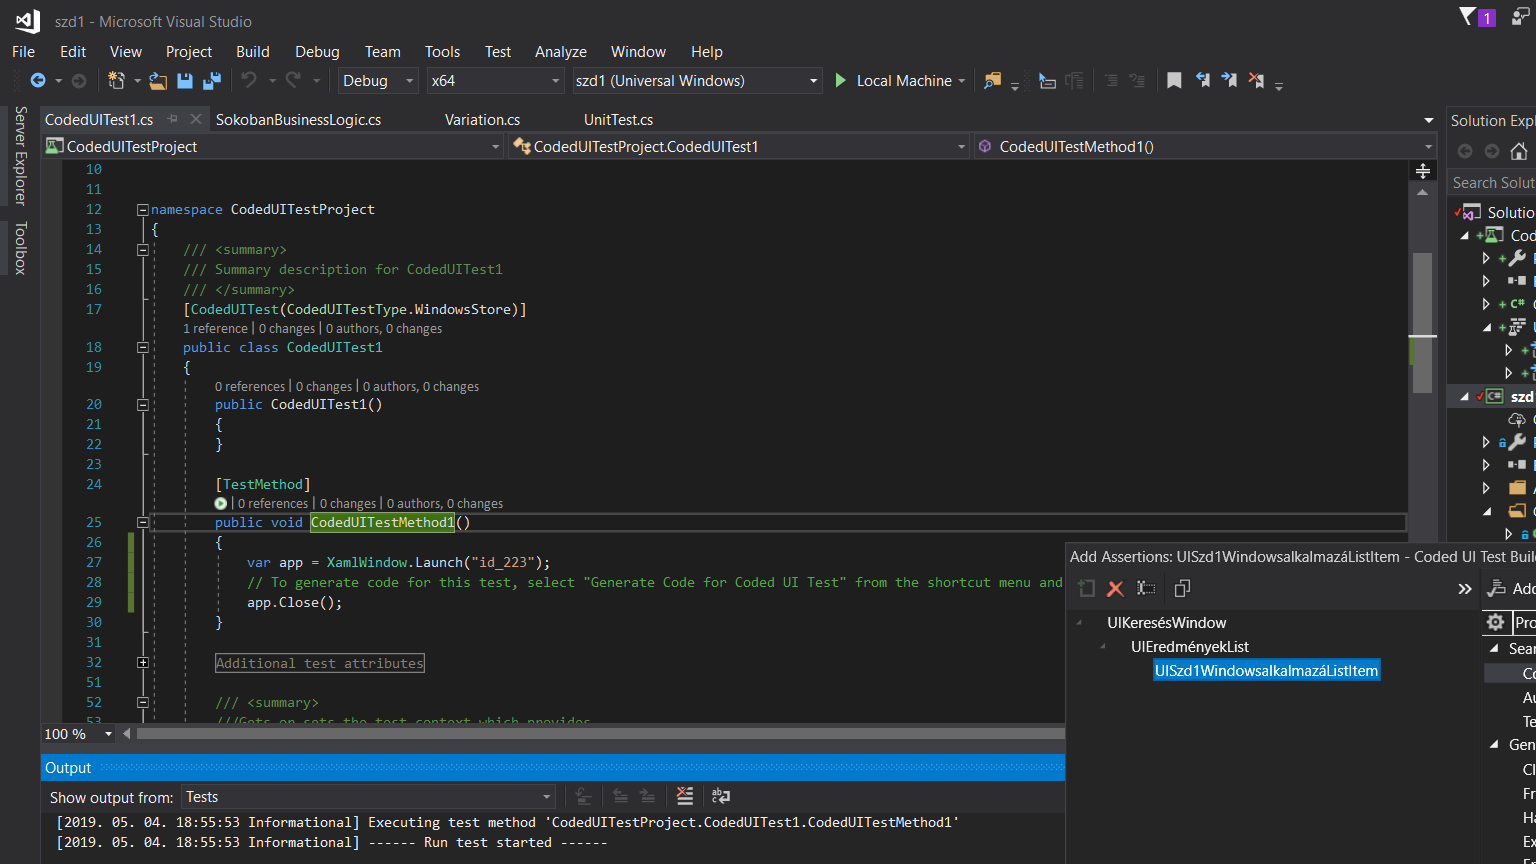 szd1 - Microsoft Visual Studio
1
File Edit View Project Build Debug Team Tools Test Analyze Window Help
Debug x64 szd1 (Universal Windows) Local Machine
Server Explorer
Toolbox
CodedUITest1.cs SokobanBusinessLogic.cs Variation.cs UnitTest.cs
CodedUITestProject CodedUITestProject.CodedUITest1 CodedUITestMethod1()
10
11
12 namespace CodedUITestProject
13 {
14 /// <summary>
15 /// Summary description for CodedUITest1
16 /// </summary>
17 [CodedUITest(CodedUITestType.WindowsStore)]
1 reference | 0 changes | 0 authors, 0 changes
18 public class CodedUITest1
19 {
0 references | 0 changes | 0 authors, 0 changes
20 public CodedUITest1()
21 {
22 }
23
24 [TestMethod]
| 0 references | 0 changes | 0 authors, 0 changes
25 public void CodedUITestMethod1()
26 {
27 var app = XamlWindow.Launch("id_223");
28 // To generate code for this test, select "Generate Code for Coded UI Test" from the shortcut menu and
29 app.Close();
30 }
31
32 Additional test attributes
51
52 /// <summary>
53 ///Gets or sets the test context which provides
100 %
Output
Show output from: Tests
[2019. 05. 04. 18:55:53 Informational] Executing test method 'CodedUITestProject.CodedUITest1.CodedUITestMethod1'
[2019. 05. 04. 18:55:53 Informational] ------ Run test started ------
Solution Expl
Search Solut
Solutio
Cod
C#
szd
Add Assertions: UISzd1WindowsalkalmazáListItem - Coded UI Test Buil
Add
UIKeresésWindow
UIEredményekList
UISzd1WindowsalkalmazáListItem
Pro
Sear
Co
Au
Te
Gen
Cl
Fr
Ha
Ex